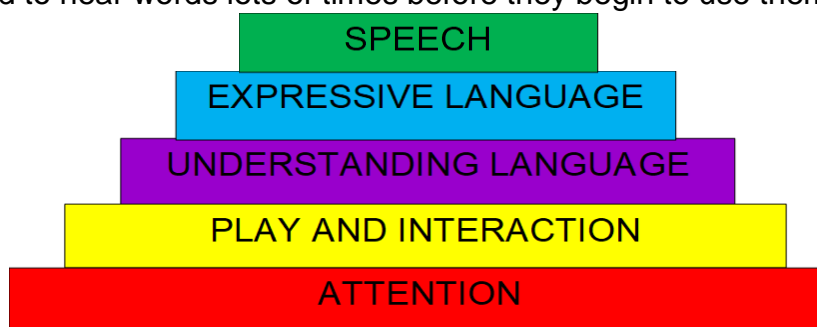 to hear words lots of times before they begin to use
SPEECH
EXPRESSIVE LANGUAGE
UNDERSTANDING LANGUAGE
PLAY AND INTERACTION
ATTENTION